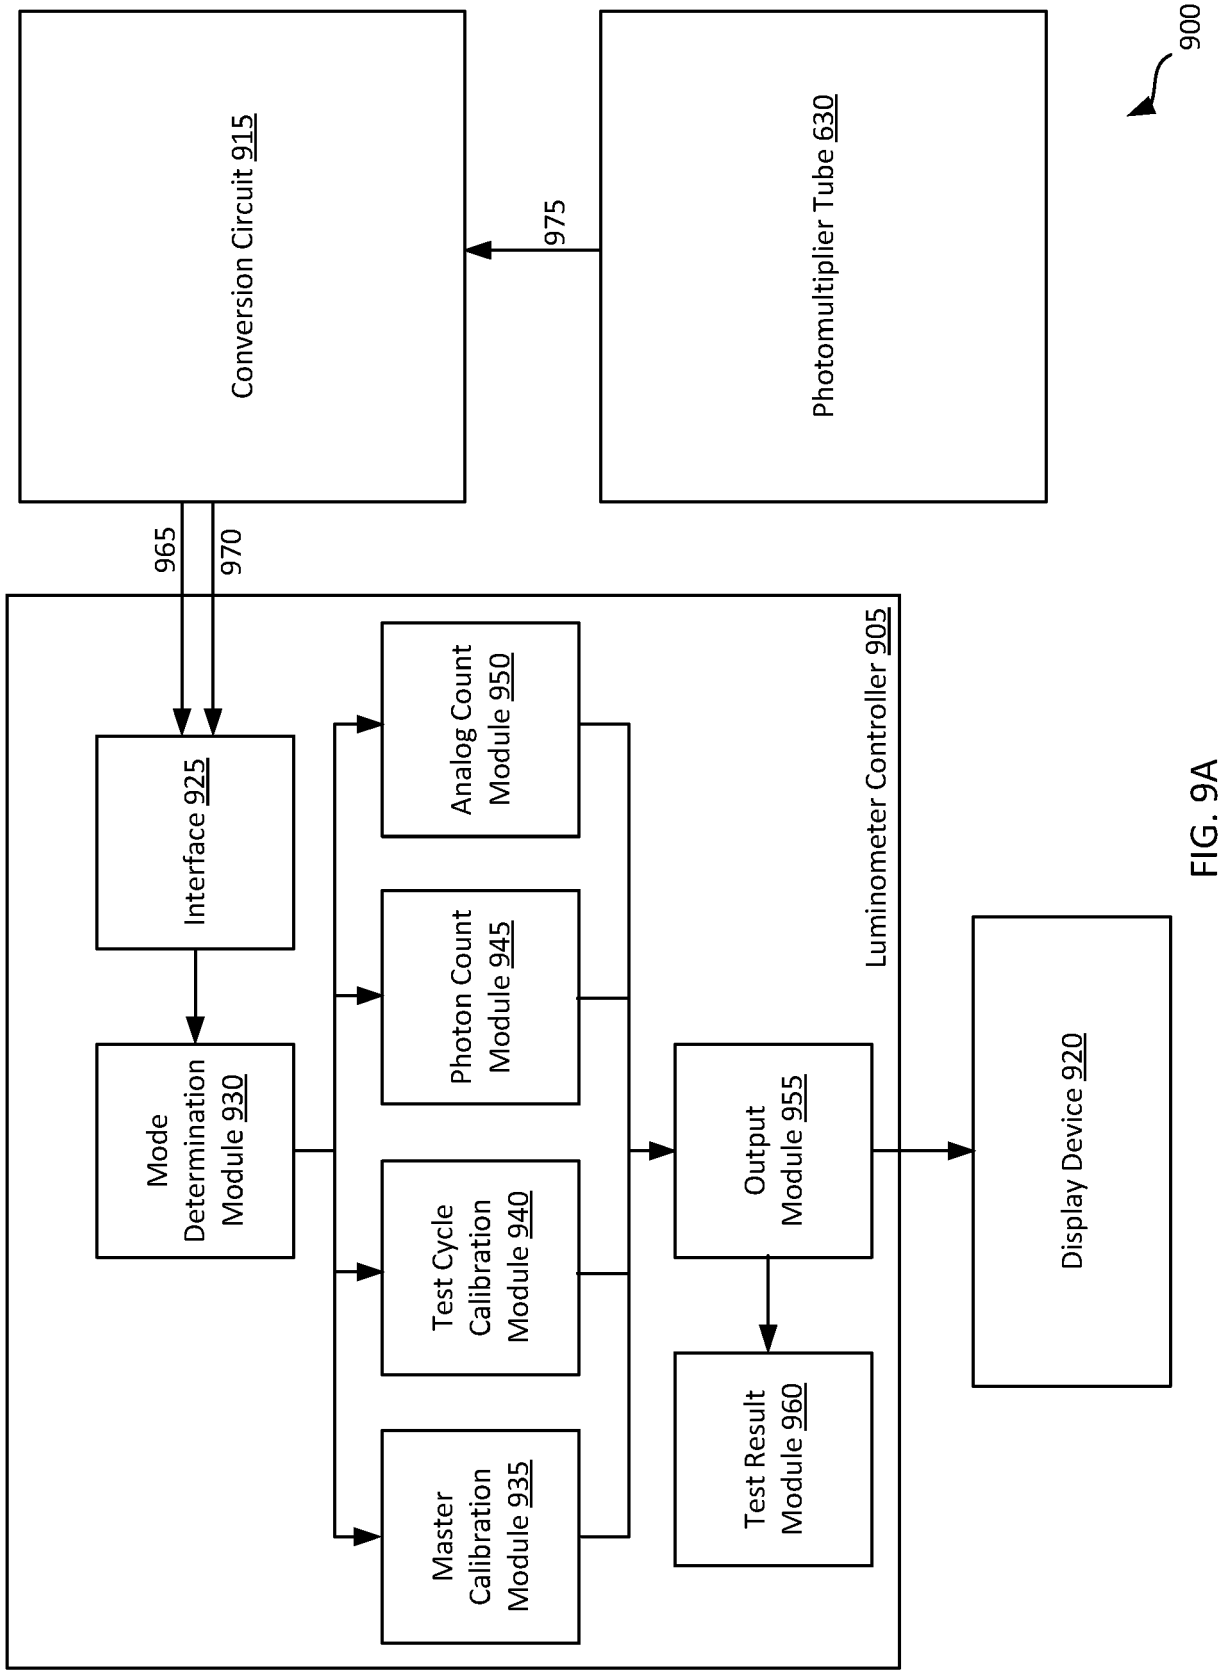 Mode
Determination
Module 930
Interface 925
965
970
Conversion Circuit 915
Master
Calibration
Module 935
Test Cycle
Calibration
Module 940
Photon Count
Module 945
Analog Count
Module 950
975
Test Result
Module 960
Output
Module 955
Luminometer Controller 905
Photomultiplier Tube 630
Display Device 920
900
FIG. 9A